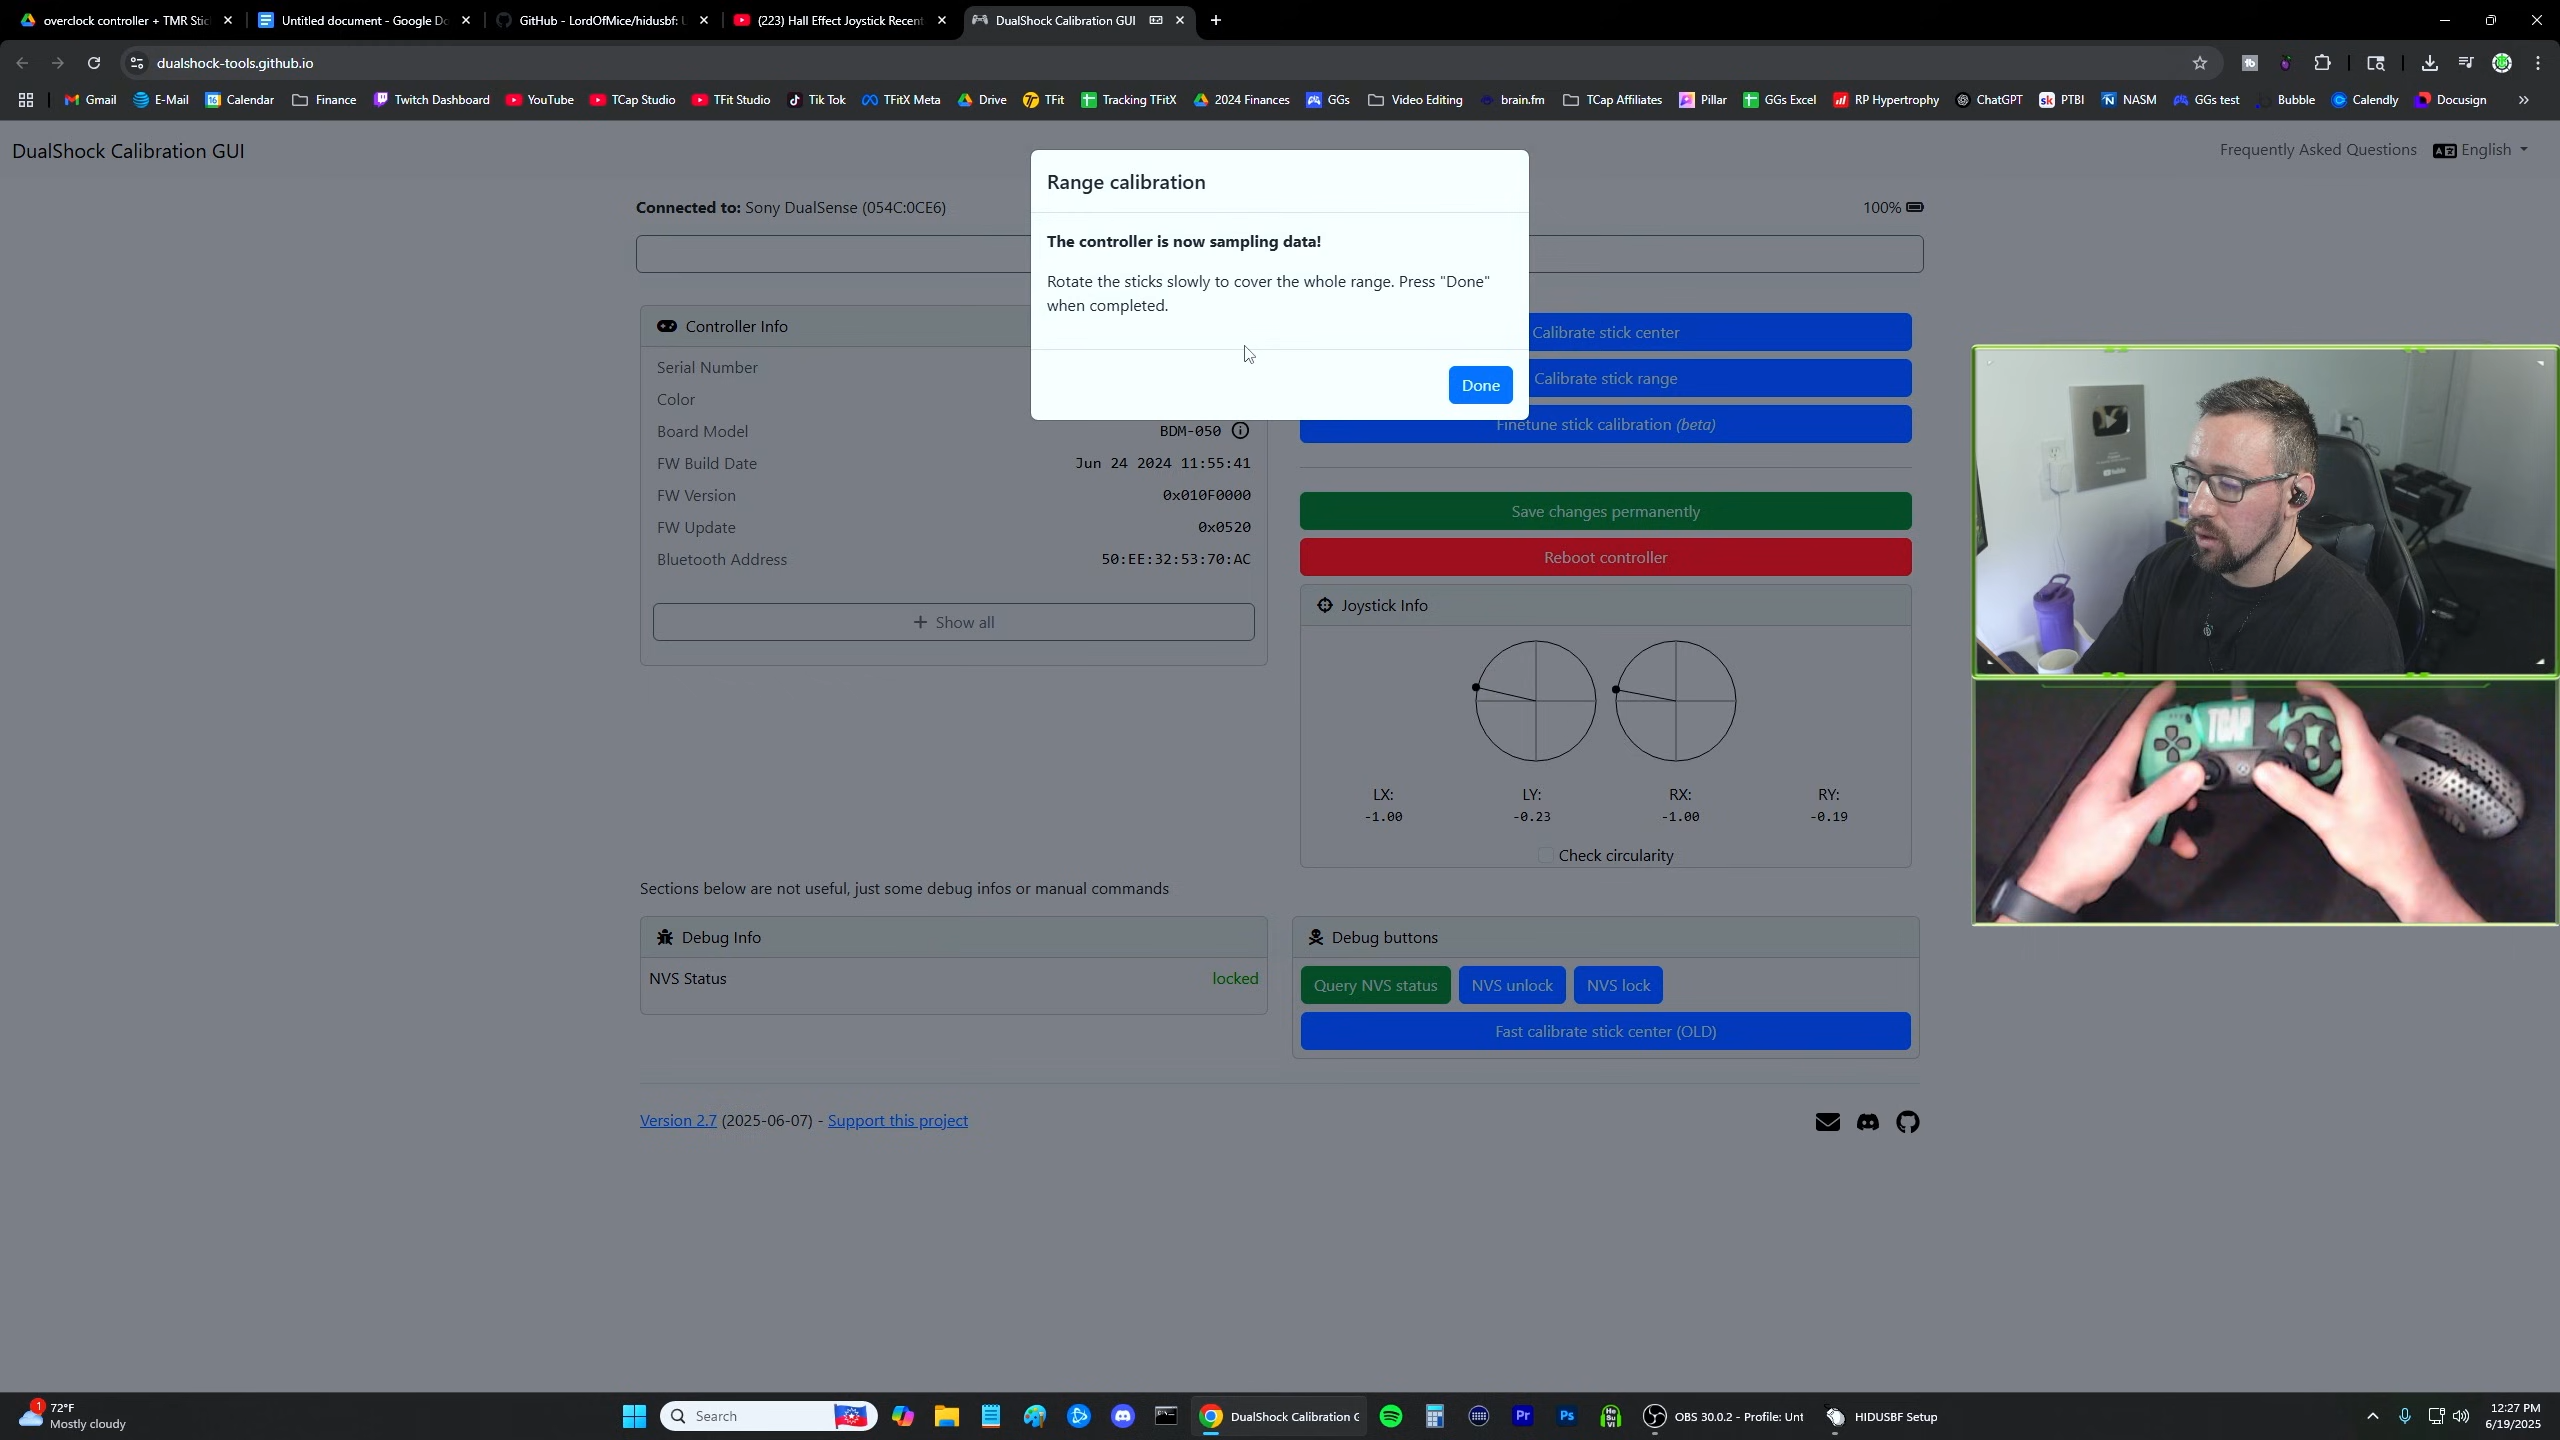 overclock controller + TMR Stic
Untitled document - Google Do
GitHub - LordOfMice/hidusbf: U
(223) Hall Effect Joystick Recent
DualShock Calibration GUI
dualshock-tools.github.io
Gmail
E-Mail
Calendar
Finance
Twitch Dashboard
YouTube
TCap Studio
TFit Studio
Tik Tok
TFitX Meta
Drive
TFit
Tracking TFitX
2024 Finances
GGs
Video Editing
brain.fm
TCap Affiliates
Pillar
GGs Excel
RP Hypertrophy
ChatGPT
PTBI
NASM
GGs test
Bubble
Calendly
Docusign
»
DualShock Calibration GUI
Frequently Asked Questions
English
Range calibration
Connected to: Sony DualSense (054C:0CE6)
100%
The controller is now sampling data!
Rotate the sticks slowly to cover the whole range. Press "Done"
when completed.
Done
Controller Info
Serial Number
Color
Board Model BDM-050
FW Build Date Jun 24 2024 11:55:41
FW Version 0x010F0000
FW Update 0x0520
Bluetooth Address 50:EE:32:53:70:AC
+ Show all
Calibrate stick center
Calibrate stick range
Finetune stick calibration (beta)
Save changes permanently
Reboot controller
Joystick Info
LX: LY: RX: RY:
-1.00 -0.23 -1.00 -0.19
Check circularity
TCAP
Sections below are not useful, just some debug infos or manual commands
Debug Info
NVS Status locked
Debug buttons
Query NVS status
NVS unlock
NVS lock
Fast calibrate stick center (OLD)
Version 2.7 (2025-06-07) - Support this project
1
72°F
Mostly cloudy
Search
DualShock Calibration G
Pr
Ps
OBS 30.0.2 - Profile: Unt
HIDUSBF Setup
12:27 PM
6/19/2025